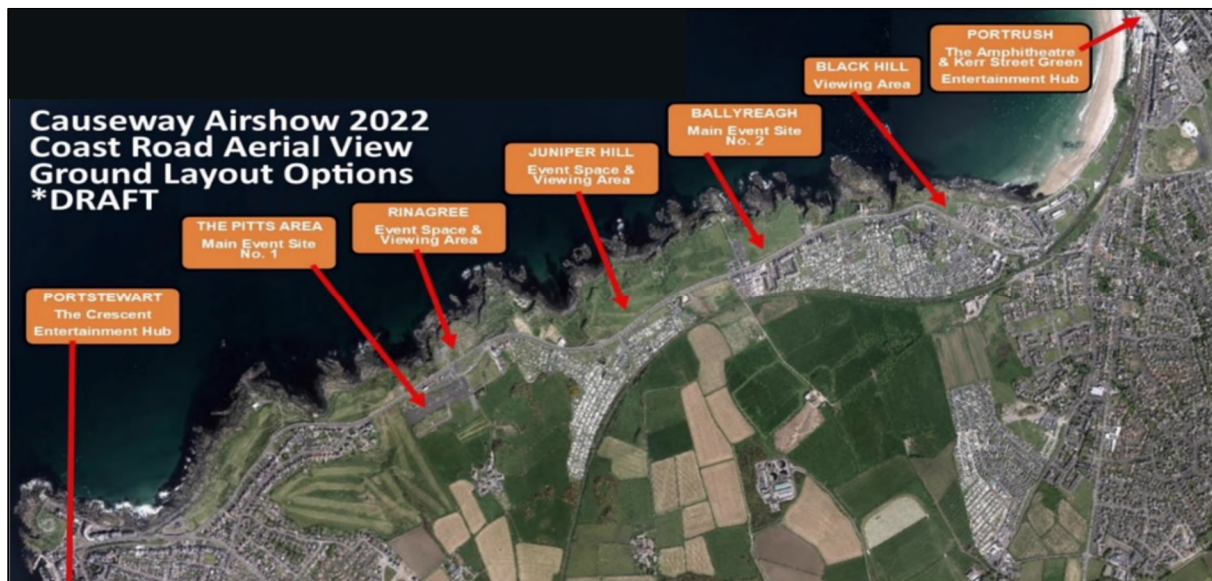 Causeway Airshow 2022
Coast Road Aerial View
Ground Layout Options
*DRAFT
PORTSTEWART
The Crescent
Entertainment Hub
THE PITTS AREA
Main Event Site
No. 1
RINAGREE
Event Space &
Viewing Area
JUNIPER HILL
Event Space &
Viewing Area
BALLYREAGH
Main Event Site
No. 2
BLACK HILL
Viewing Area
PORTRUSH
The Amphitheatre
& Kerr Street Green
Entertainment Hub